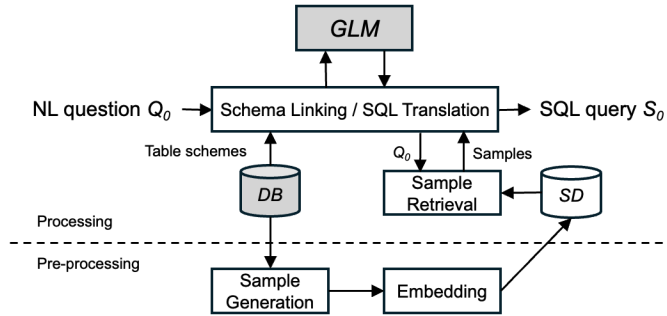 GLM
NL question Q0
Schema Linking / SQL Translation
SQL query S0
Table schemes
Q0
Samples
DB
Sample
Retrieval
SD
Processing
Pre-processing
Sample
Generation
Embedding